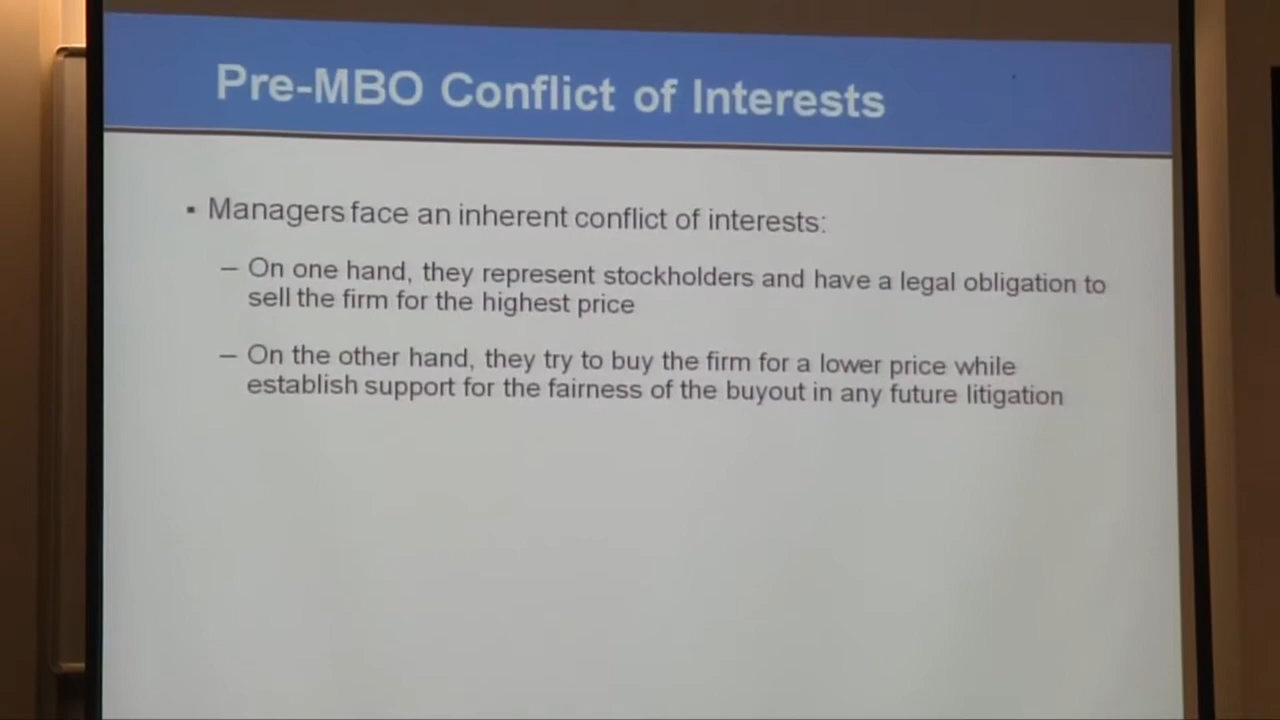 Pre-MBO Conflict of Interests
▪ Managers face an inherent conflict of interests:
– On one hand, they represent stockholders and have a legal obligation to
sell the firm for the highest price
– On the other hand, they try to buy the firm for a lower price while
establish support for the fairness of the buyout in any future litigation